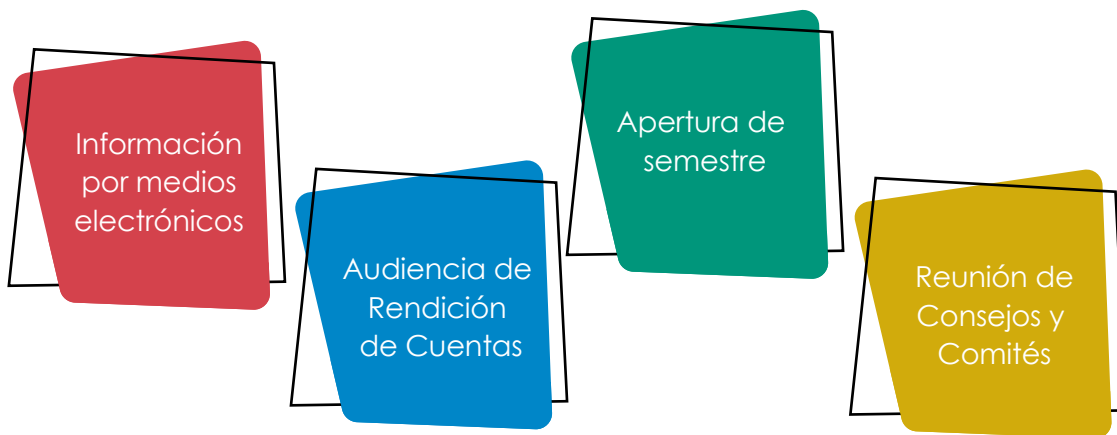 Información
por medios
electrónicos
Audiencia de
Rendición
de Cuentas
Apertura de
semestre
Reunión de
Consejos y
Comités